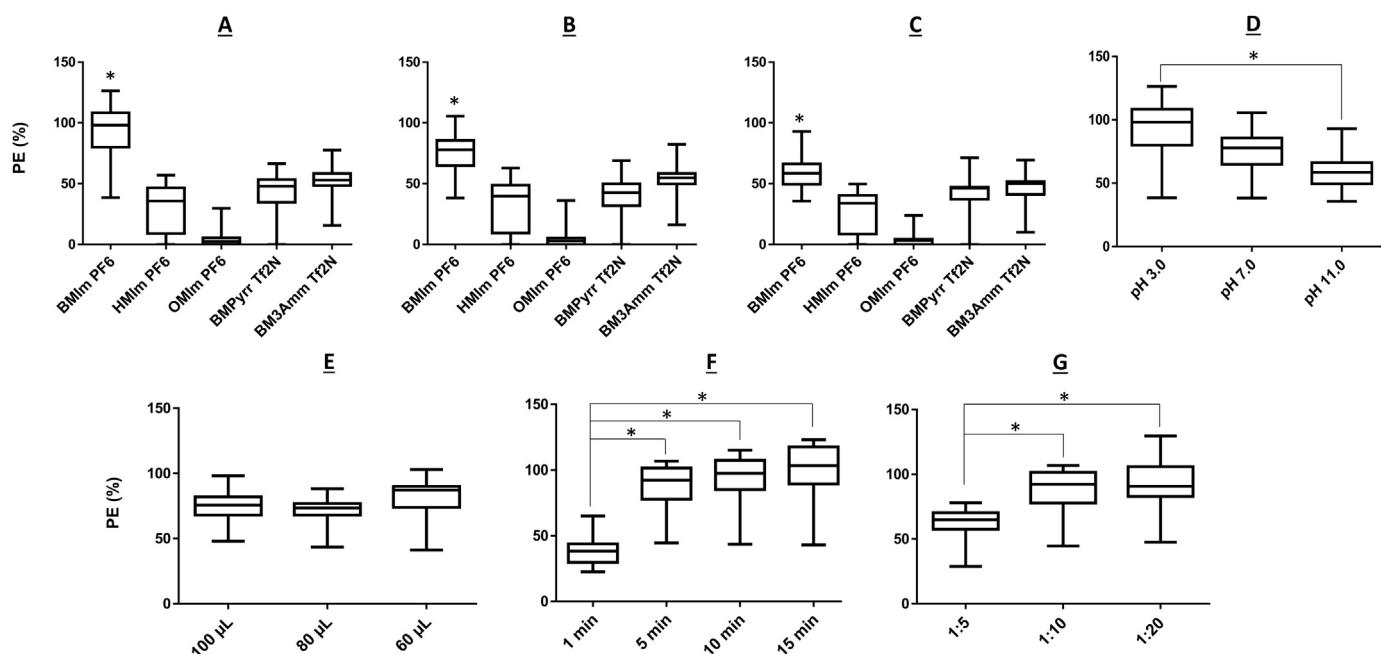 A
B
C
D
PE (%)
150
100
50
0
*
BMIm PF6
HMIm PF6
OMIm PF6
BMPyrr Tf2N
BM3Amm Tf2N
150
100
50
0
*
BMIm PF6
HMIm PF6
OMIm PF6
BMPyrr Tf2N
BM3Amm Tf2N
150
100
50
0
*
BMIm PF6
HMIm PF6
OMIm PF6
BMPyrr Tf2N
BM3Amm Tf2N
150
100
50
0
*
pH 3.0
pH 7.0
pH 11.0
E
F
G
PE (%)
150
100
50
0
100 µL
80 µL
60 µL
150
100
50
0
*
*
*
1 min
5 min
10 min
15 min
150
100
50
0
*
*
1:5
1:10
1:20